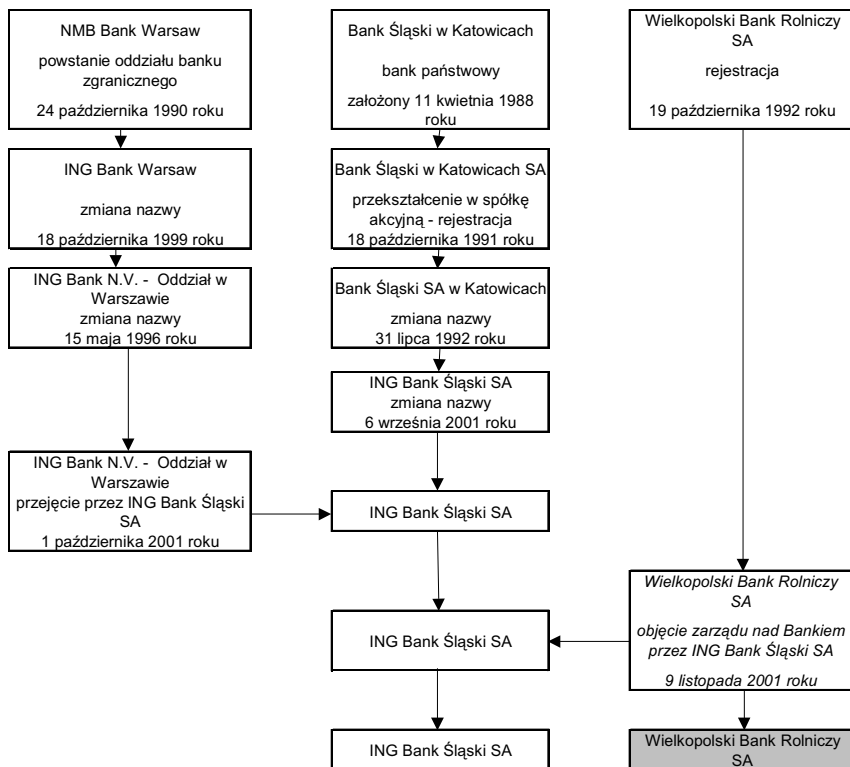 NMB Bank Warsaw
powstanie oddziału banku
zgranicznego
24 października 1990 roku
Bank Śląski w Katowicach
bank państwowy
założony 11 kwietnia 1988
roku
Wielkopolski Bank Rolniczy
SA
rejestracja
19 października 1992 roku
ING Bank Warsaw
zmiana nazwy
18 października 1999 roku
Bank Śląski w Katowicach SA
przekształcenie w spółkę
akcyjną - rejestracja
18 października 1991 roku
ING Bank N.V. - Oddział w
Warszawie
zmiana nazwy
15 maja 1996 roku
Bank Śląski SA w Katowicach
zmiana nazwy
31 lipca 1992 roku
ING Bank Śląski SA
zmiana nazwy
6 września 2001 roku
ING Bank N.V. - Oddział w
Warszawie
przejęcie przez ING Bank Śląski
SA
1 października 2001 roku
ING Bank Śląski SA
Wielkopolski Bank Rolniczy
SA
objęcie zarządu nad Bankiem
przez ING Bank Śląski SA
9 listopada 2001 roku
ING Bank Śląski SA
ING Bank Śląski SA
Wielkopolski Bank Rolniczy
SA